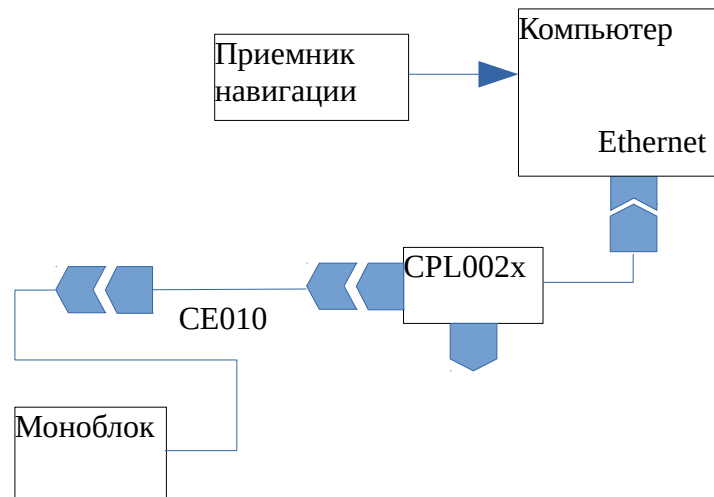 Компьютер
Приемник
навигации
Ethernet
CPL002x
CE010
Моноблок